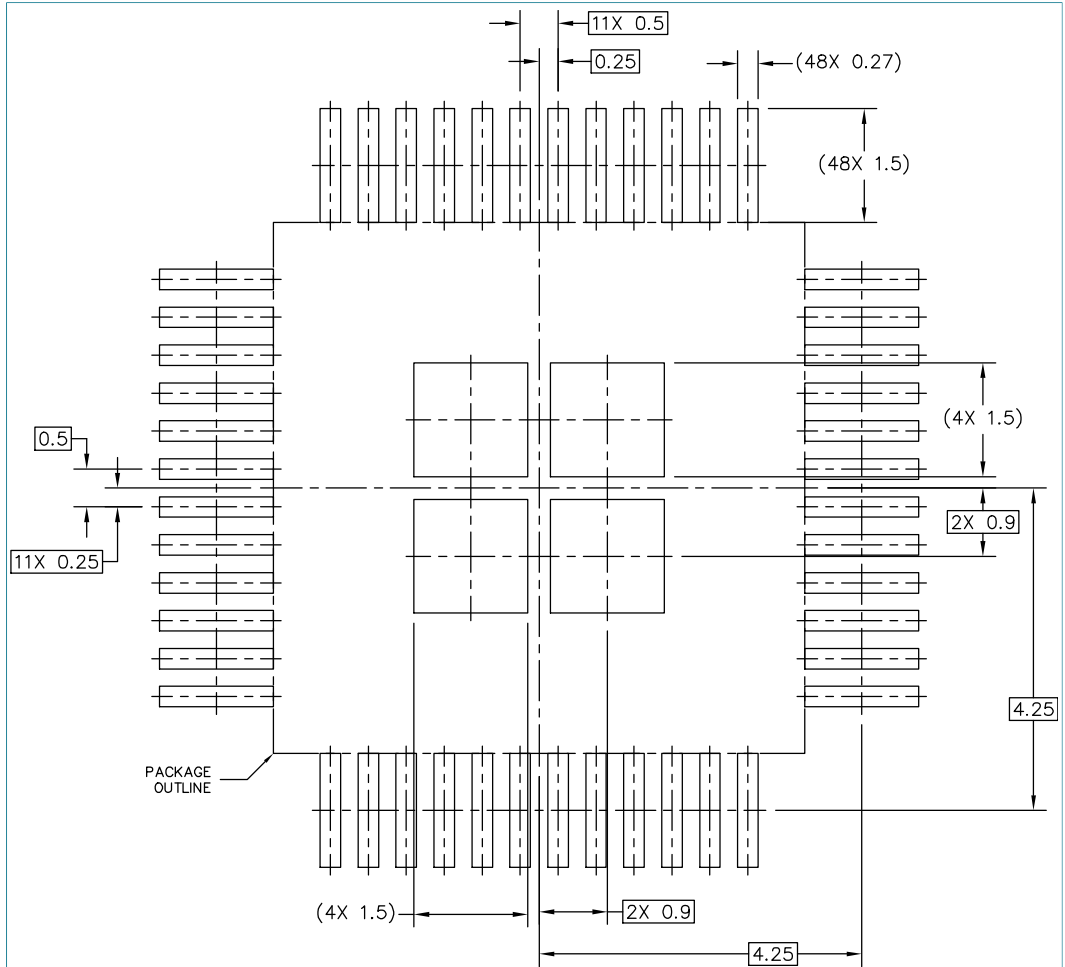 11X 0.5
0.25
(48X 0.27)
(48X 1.5)
(4X 1.5)
0.5
2X 0.9
11X 0.25
4.25
PACKAGE
OUTLINE
(4X 1.5)
2X 0.9
4.25